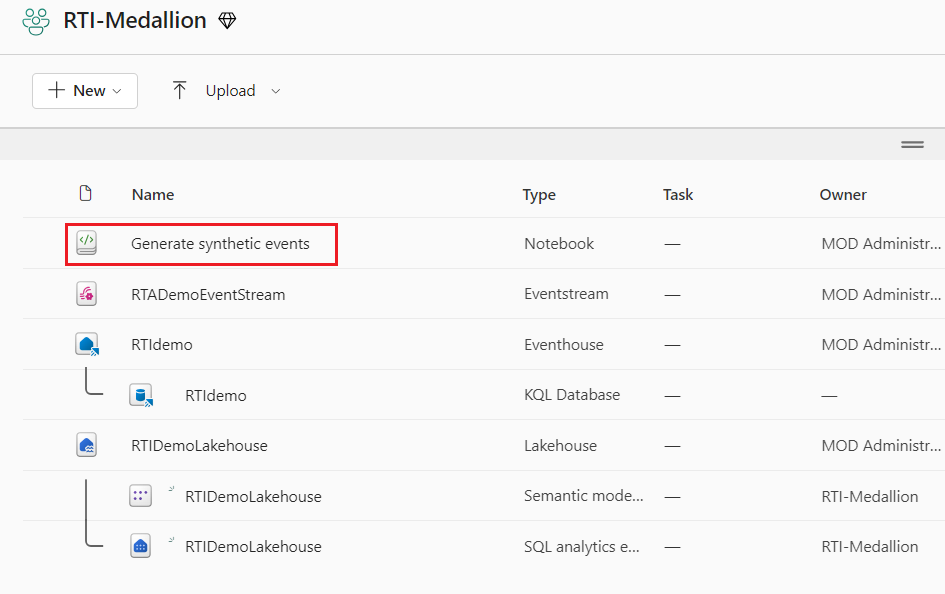 RTI-Medallion
New Upload
Name Type Task Owner
Generate synthetic events Notebook — MOD Administr...
RTADemoEventStream Eventstream — MOD Administr...
RTIdemo Eventhouse — MOD Administr...
RTIdemo KQL Database — —
RTIDemoLakehouse Lakehouse — MOD Administr...
RTIDemoLakehouse Semantic mode... — RTI-Medallion
RTIDemoLakehouse SQL analytics e... — RTI-Medallion